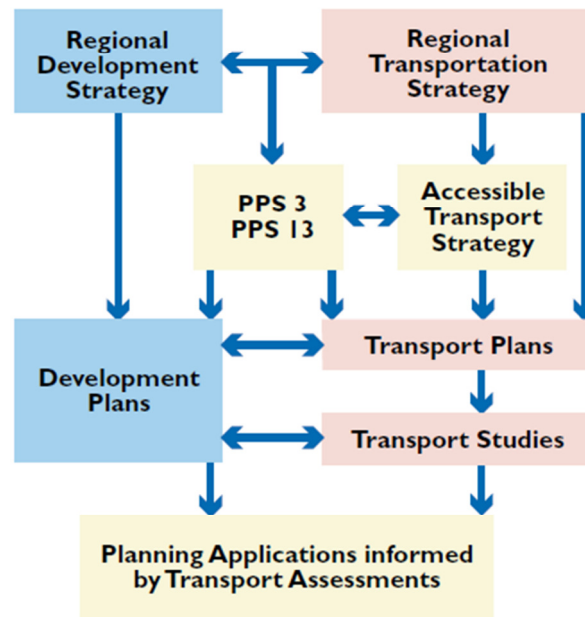 Regional
Development
Strategy
Regional
Transportation
Strategy
PPS 3
PPS 13
Accessible
Transport
Strategy
Development
Plans
Transport Plans
Transport Studies
Planning Applications informed
by Transport Assessments